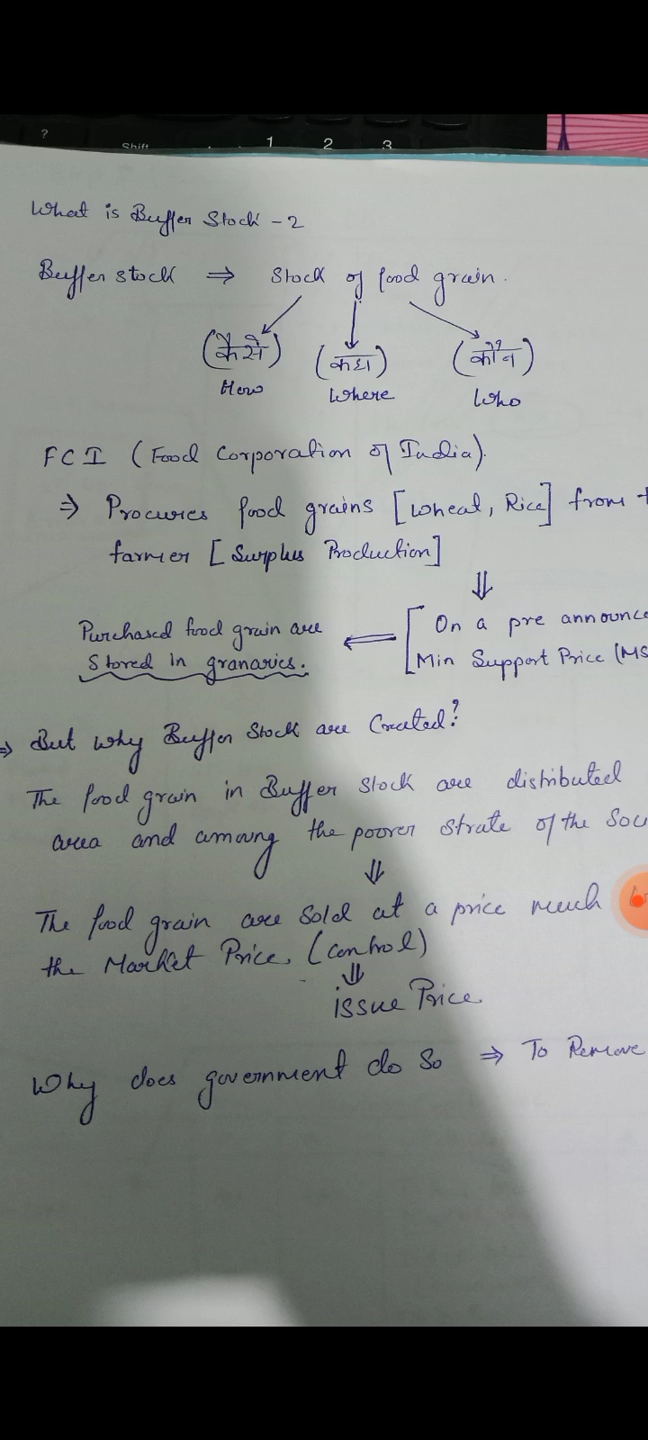 ?
Shift
1 2 3
What is Buffer Stock - 2
Buffer stock ⇒ Stock of food grain.
(कैसे) (कहा) (कौन)
How Where Who
FCI (Food Corporation of India).
⇒ Procures food grains [Wheat, Rice] from
farmer [Surplus Production]
⇓
Purchased food grain are ⇐ [On a pre announce
Stored in granaries. Min Support Price (MS
⇒ But why Buffer Stock are Created?
The food grain in Buffer Stock are distributed
area and amoung the poorer strate of the Soc
⇓
The food grain are sold at a price much
the Market Price. (control)
⇓
issue Price
Why does government do So ⇒ To Remove